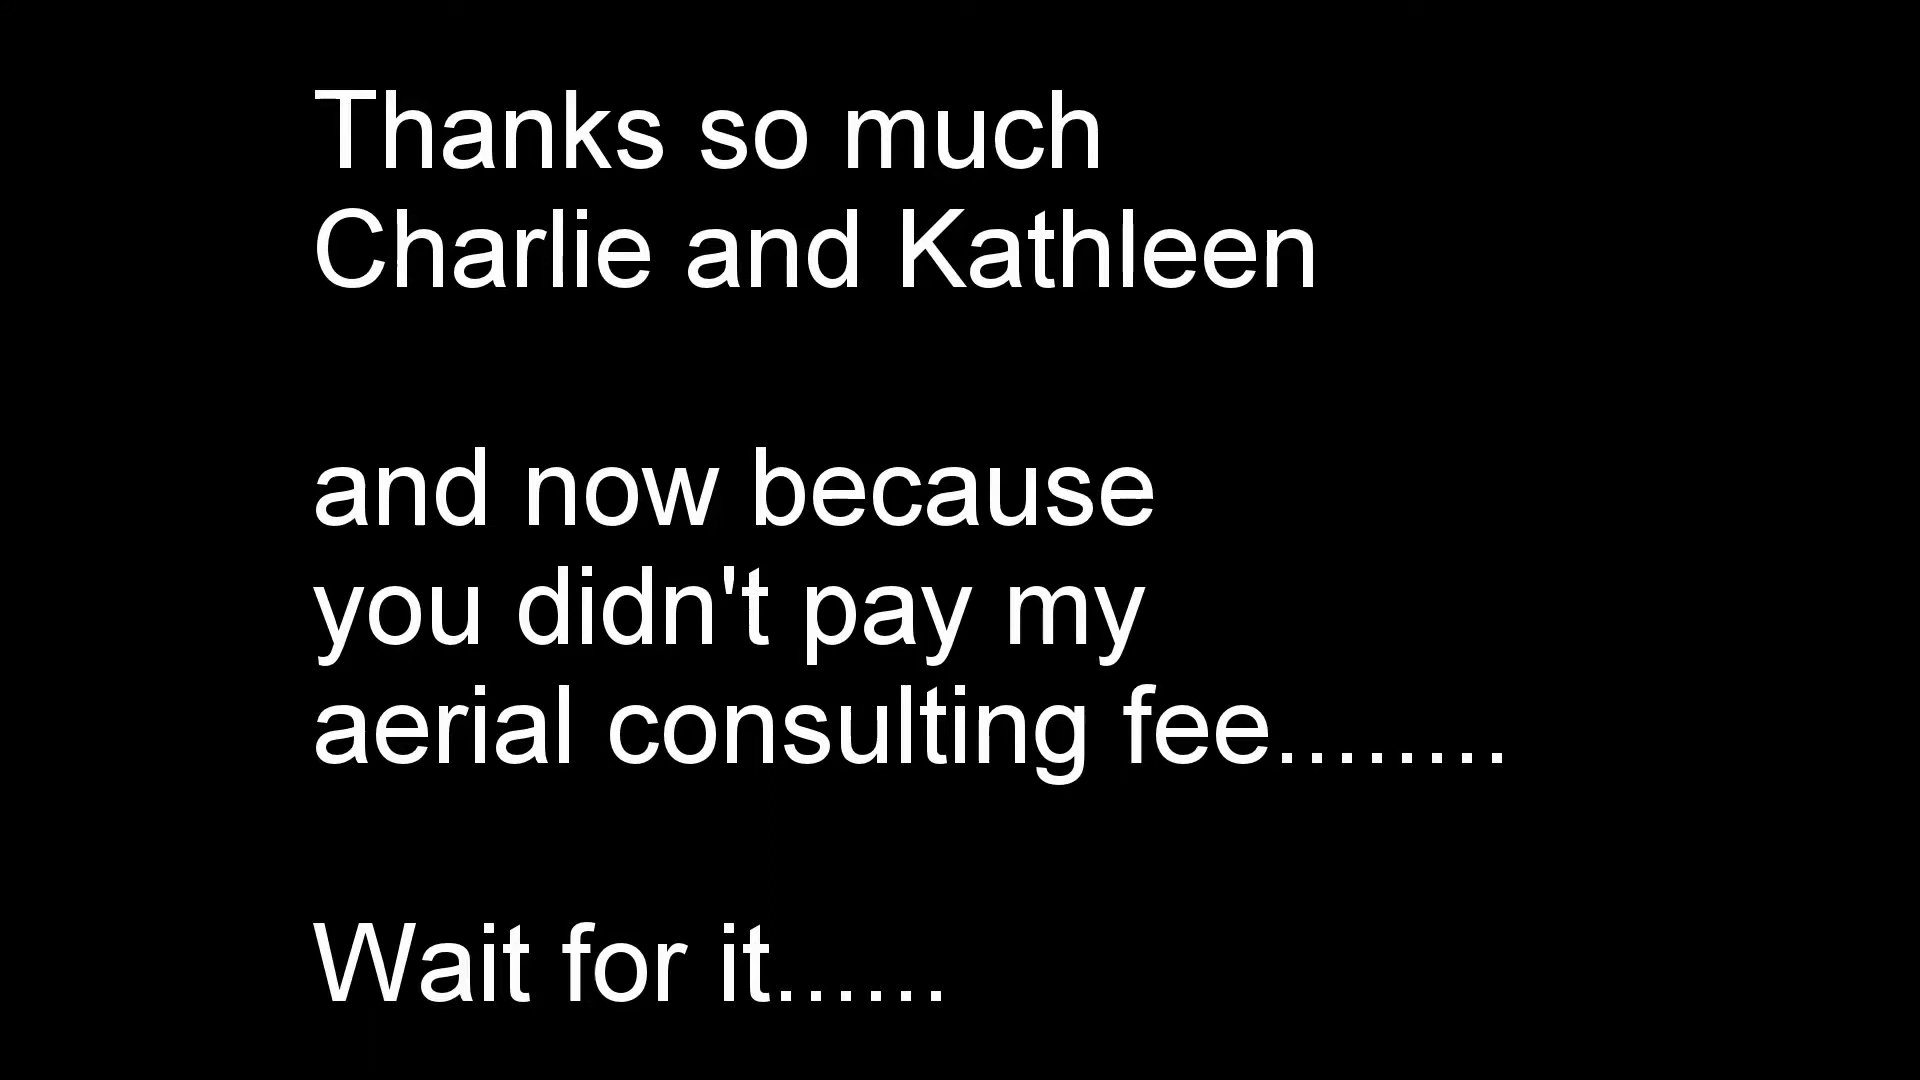 Thanks so much
Charlie and Kathleen
and now because
you didn't pay my
aerial consulting fee........
Wait for it......